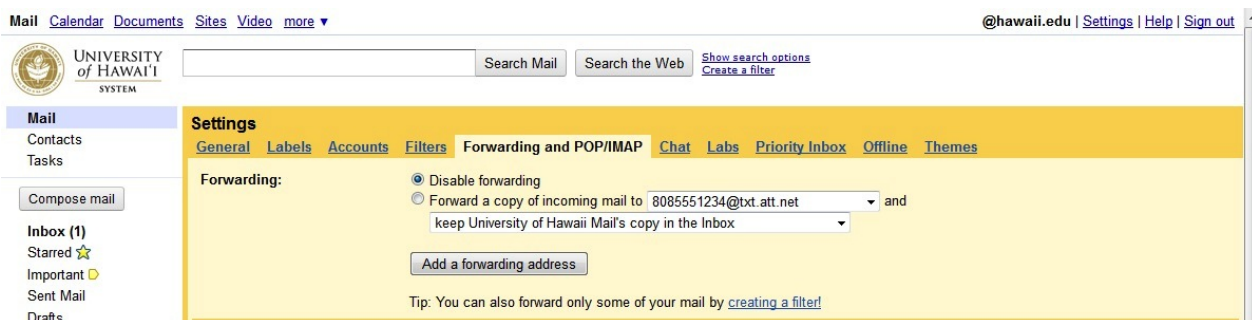 Mail Calendar Documents Sites Video more ▼ @hawaii.edu | Settings | Help | Sign out
UNIVERSITY
of HAWAI'I
SYSTEM
Search Mail Search the Web Show search options
Create a filter
Mail
Contacts
Tasks
Compose mail
Inbox (1)
Starred
Important
Sent Mail
Drafts
Settings
General Labels Accounts Filters Forwarding and POP/IMAP Chat Labs Priority Inbox Offline Themes
Forwarding: Disable forwarding
Forward a copy of incoming mail to 8085551234@txt.att.net and
keep University of Hawaii Mail's copy in the Inbox
Add a forwarding address
Tip: You can also forward only some of your mail by creating a filter!